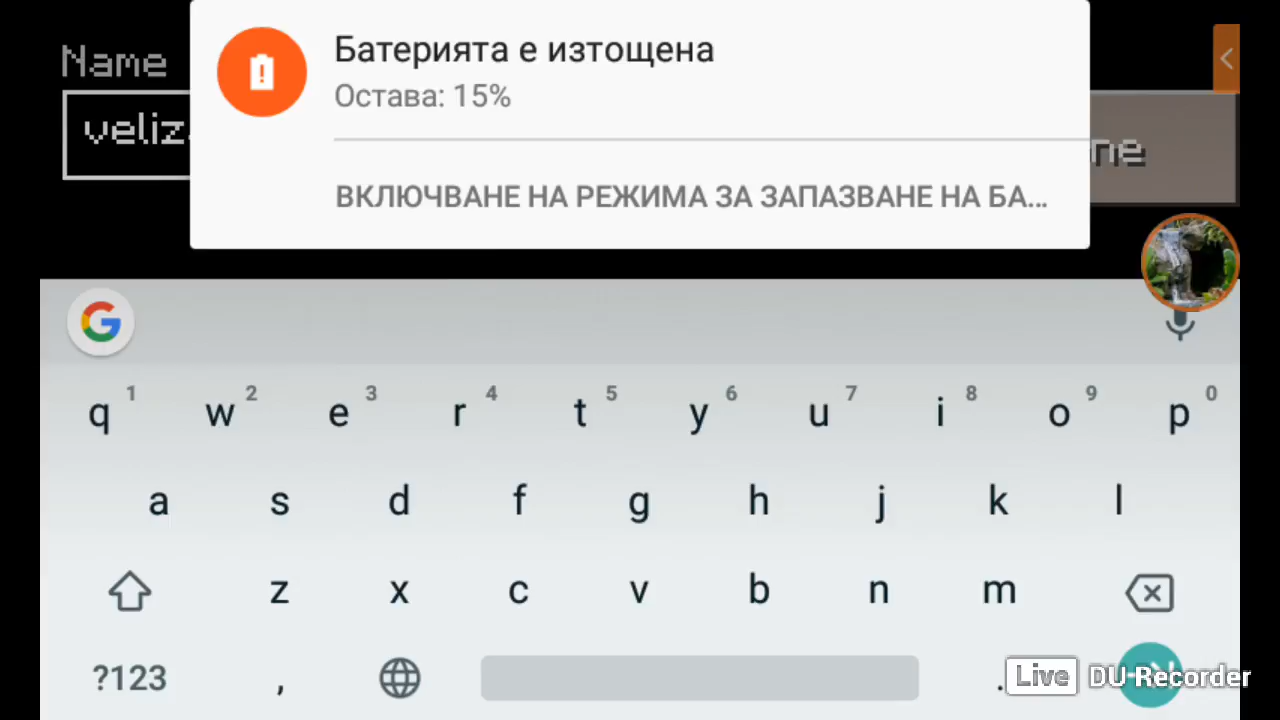 Батерията е изтощена
Остава: 15%
ВКЛЮЧВАНЕ НА РЕЖИМА ЗА ЗАПАЗВАНЕ НА БА...
Name
veliz
ne
G
q 1 w 2 e 3 r 4 t 5 y 6 u 7 i 8 o 9 p 0
a s d f g h j k l
z x c v b n m
?123 , .
Live DU Recorder